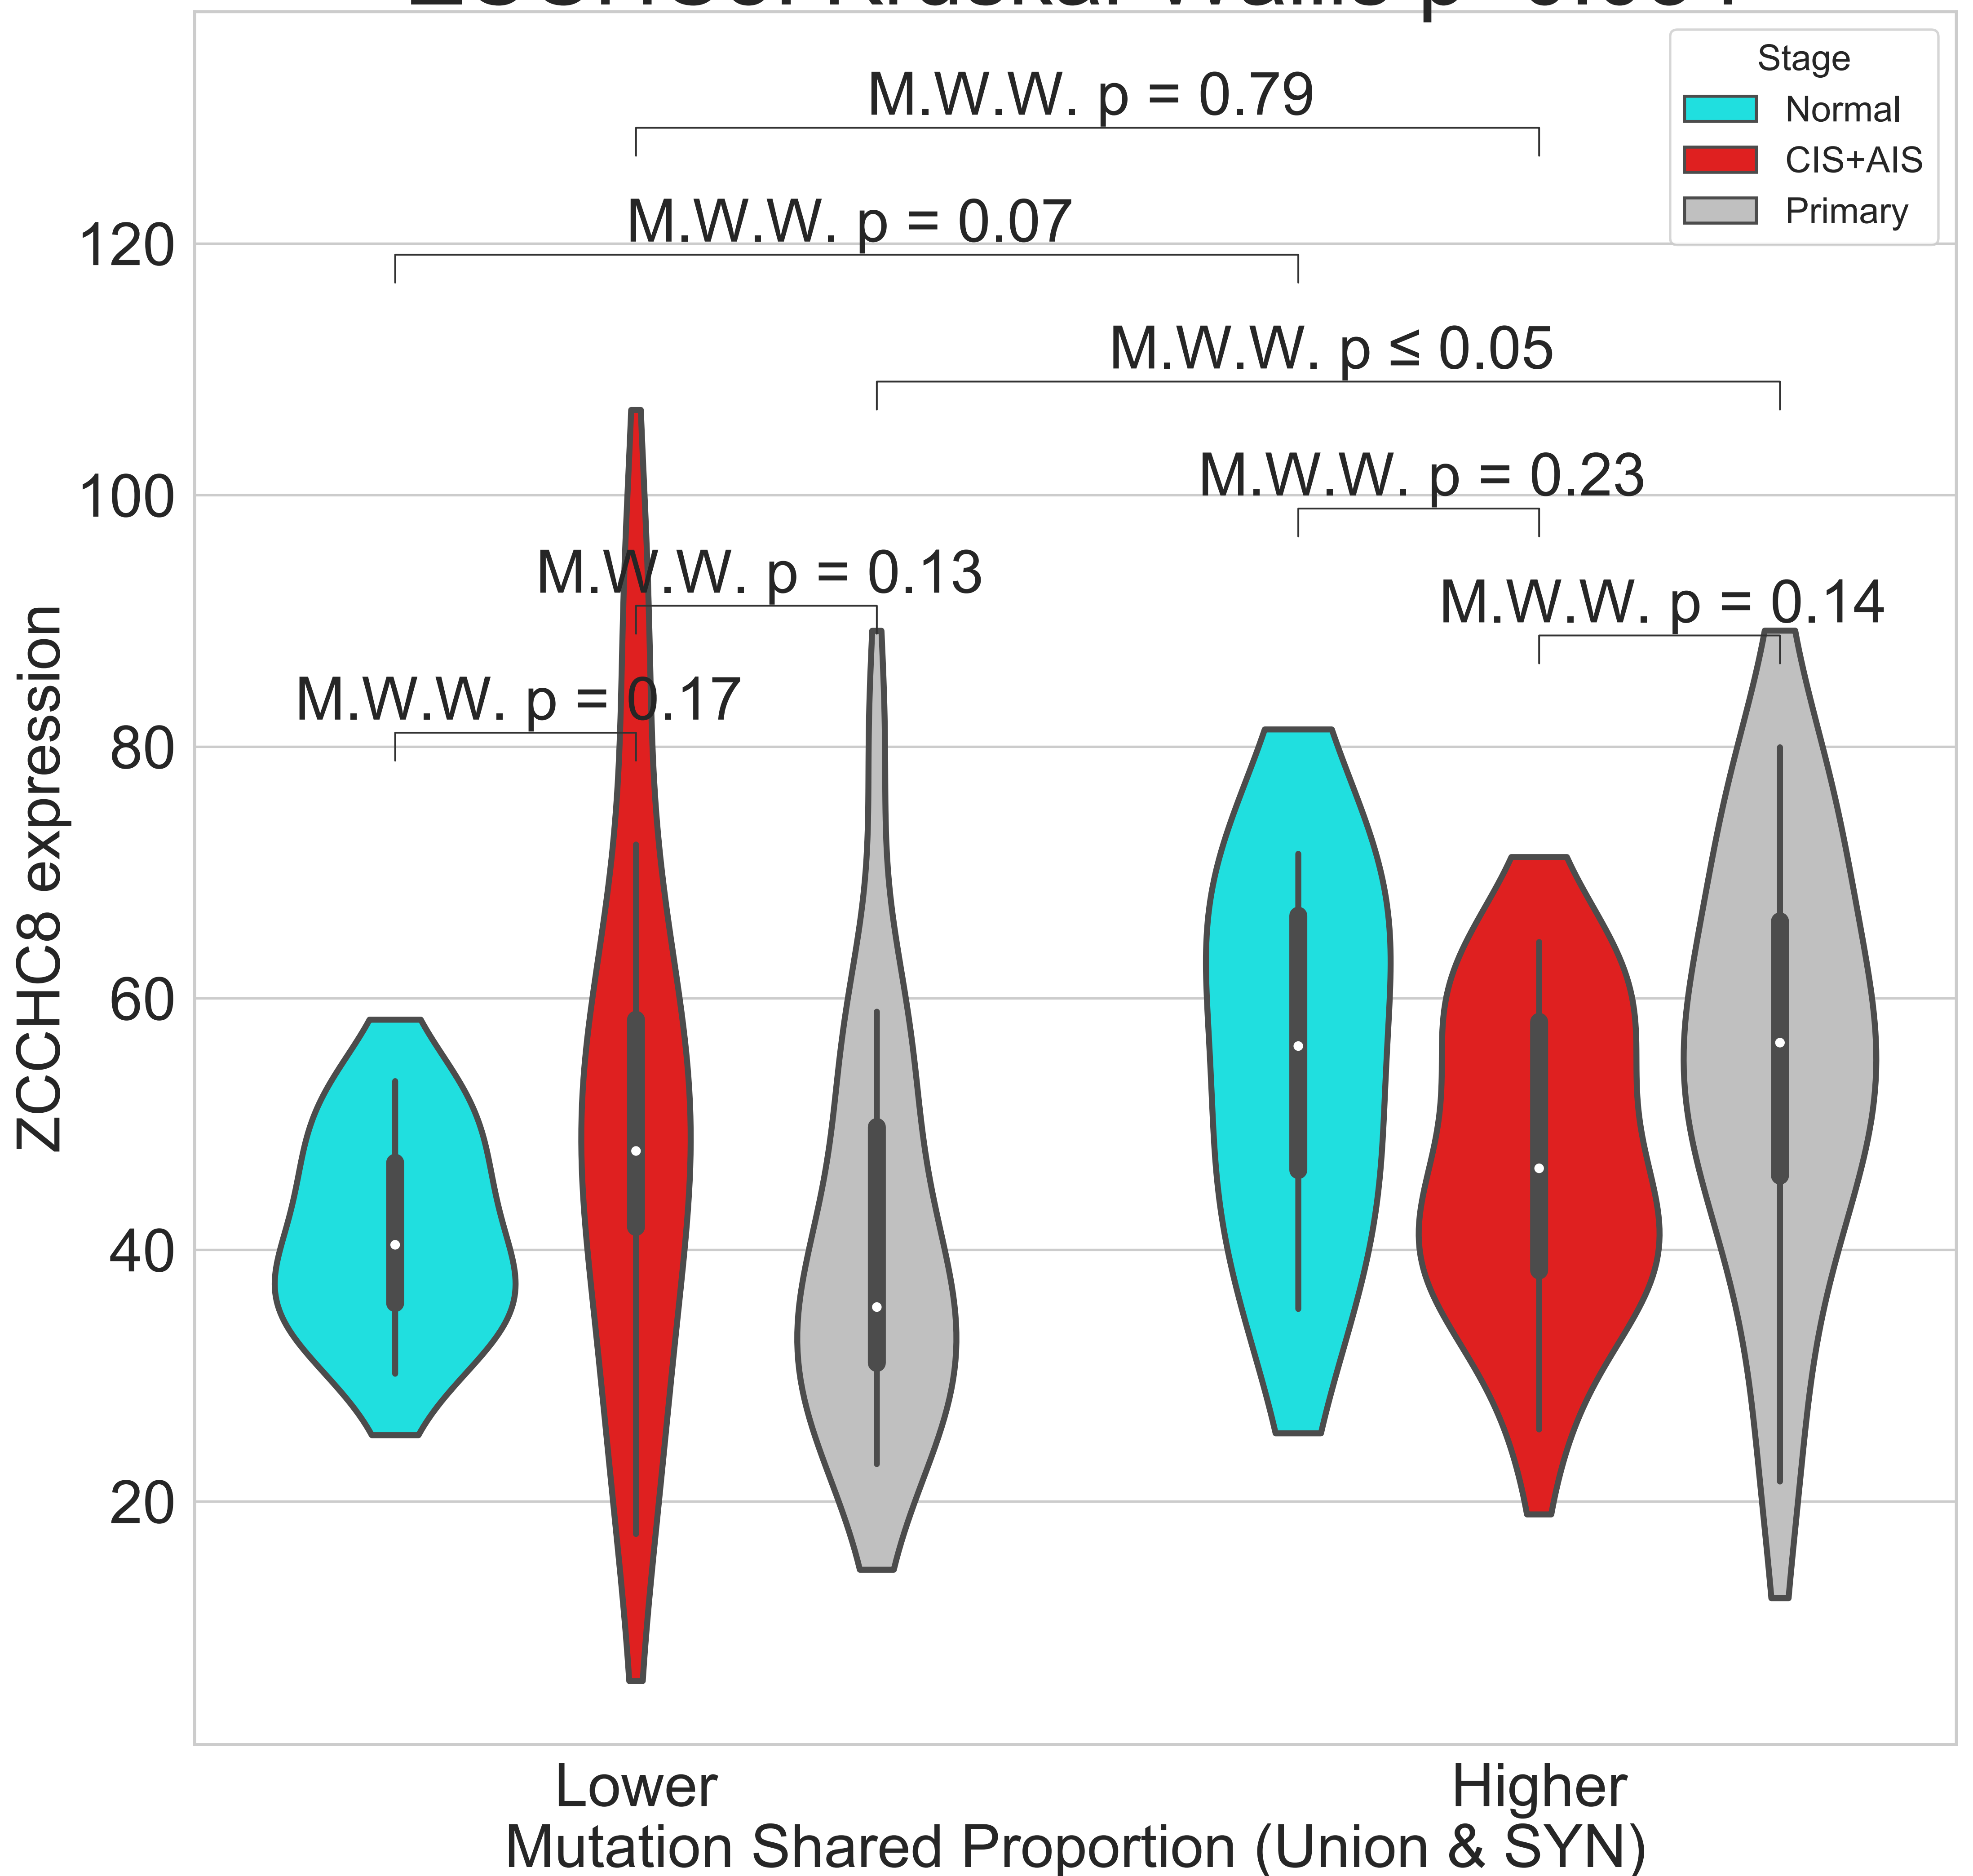 Stage
Normal
CIS+AIS
Primary
M.W.W. p = 0.79
M.W.W. p = 0.07
M.W.W. p ≤ 0.05
M.W.W. p = 0.23
M.W.W. p = 0.13
M.W.W. p = 0.14
M.W.W. p = 0.17
120
100
80
60
40
20
ZCCHC8 expression
Lower
Higher
Mutation Shared Proportion (Union & SYN)